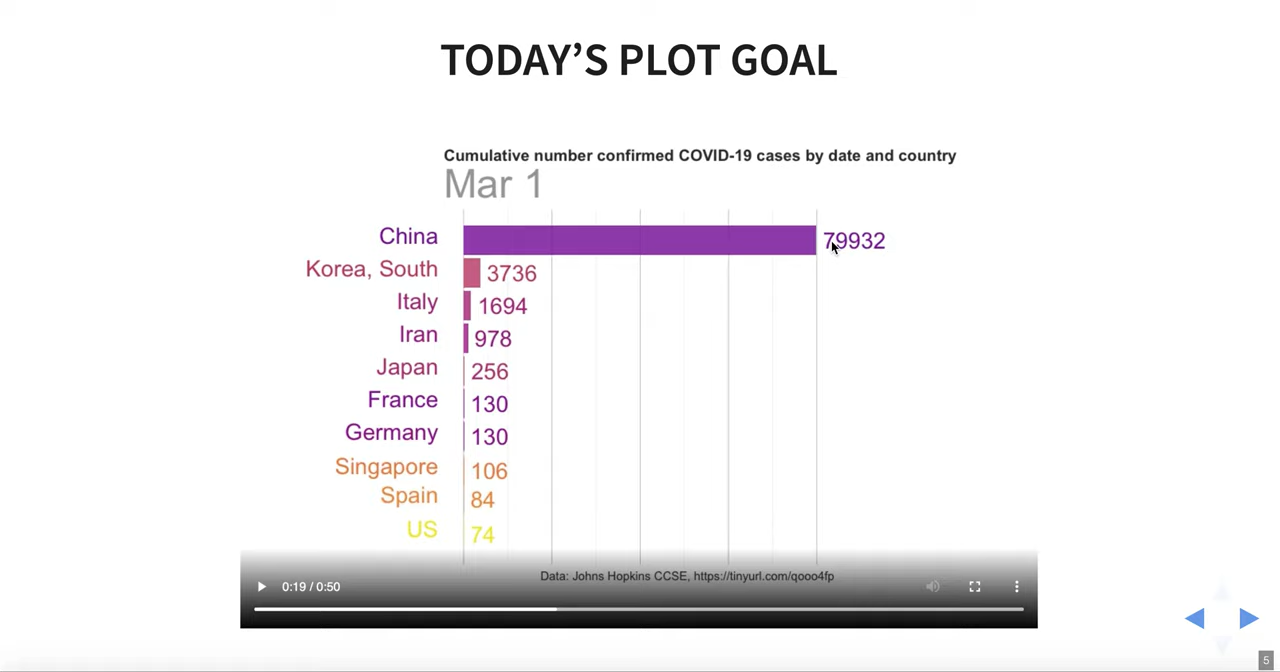 TODAY’S PLOT GOAL
Cumulative number confirmed COVID-19 cases by date and country
Mar 1
China 79932
Korea, South 3736
Italy 1694
Iran 978
Japan 256
France 130
Germany 130
Singapore 106
Spain 84
US 74
Data: Johns Hopkins CCSE, https://tinyurl.com/qooo4fp
0:19 / 0:50
5